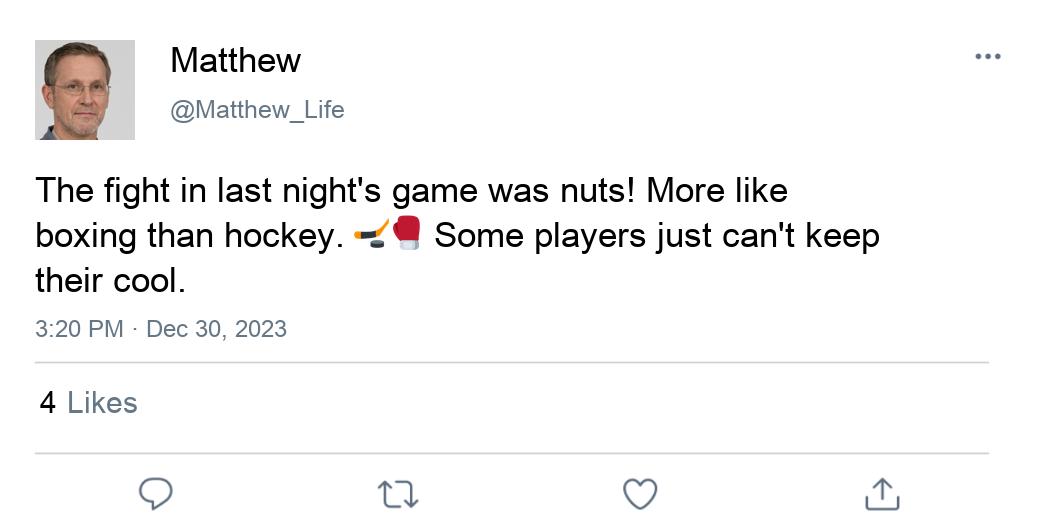 Matthew
@Matthew_Life
The fight in last night's game was nuts! More like
boxing than hockey. 🏒🥊 Some players just can't keep
their cool.
3:20 PM · Dec 30, 2023
4 Likes